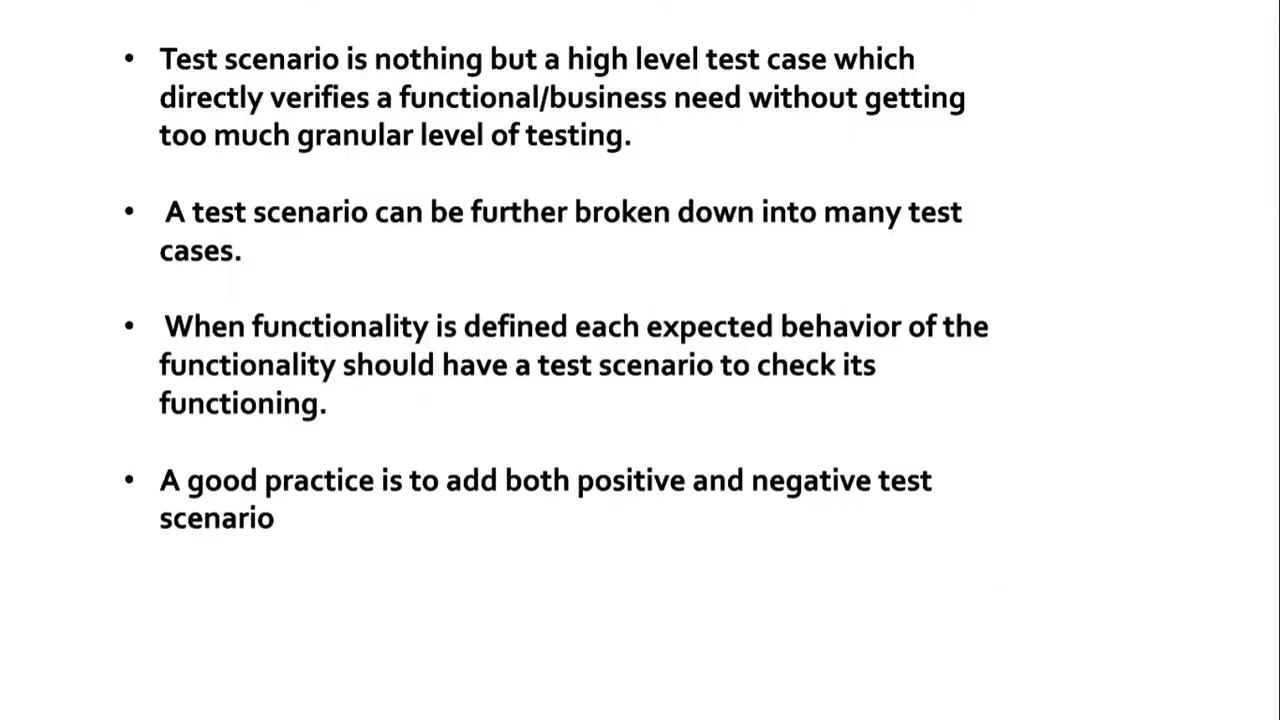 • Test scenario is nothing but a high level test case which
directly verifies a functional/business need without getting
too much granular level of testing.
• A test scenario can be further broken down into many test
cases.
• When functionality is defined each expected behavior of the
functionality should have a test scenario to check its
functioning.
• A good practice is to add both positive and negative test
scenario